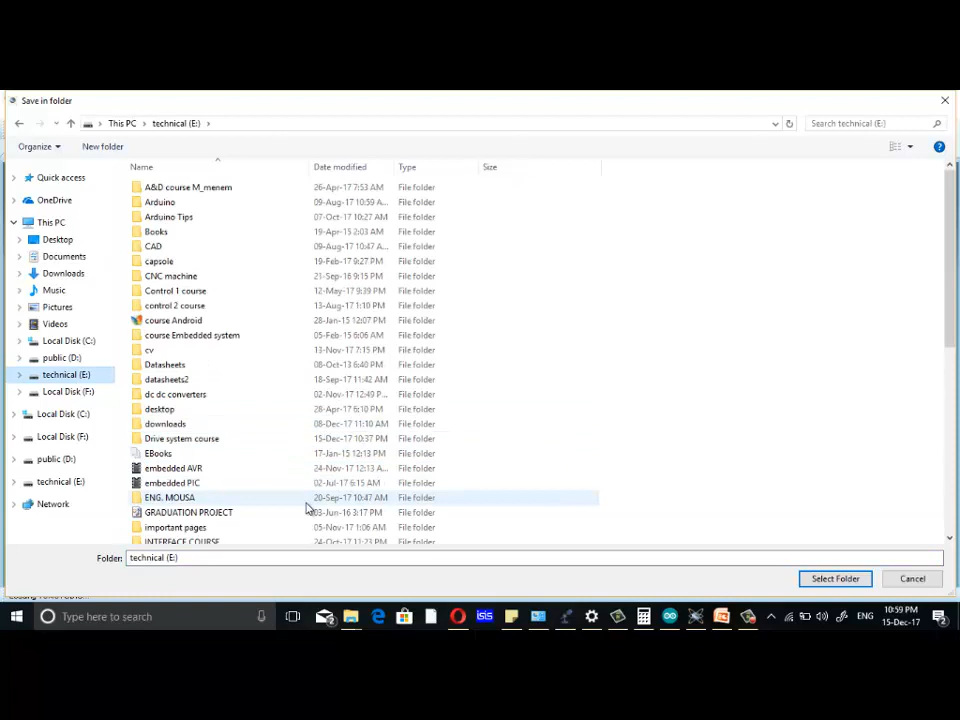 Save in folder
This PC > technical (E:) >
Search technical (E:)
Organize
New folder
Name
Date modified
Type
Size
Quick access
OneDrive
This PC
Desktop
Documents
Downloads
Music
Pictures
Videos
Local Disk (C:)
public (D:)
technical (E:)
Local Disk (F:)
Local Disk (C:)
Local Disk (F:)
public (D:)
technical (E:)
Network
A&D course M_menem 26-Apr-17 7:53 AM File folder
Arduino 09-Aug-17 10:59 A... File folder
Arduino Tips 07-Oct-17 10:27 AM File folder
Books 19-Apr-15 2:03 AM File folder
CAD 09-Aug-17 10:47 A... File folder
capsole 19-Feb-17 9:27 PM File folder
CNC machine 21-Sep-16 9:15 PM File folder
Control 1 course 12-May-17 9:39 PM File folder
control 2 course 13-Aug-17 1:10 PM File folder
course Android 28-Jan-15 12:07 PM File folder
course Embedded system 05-Feb-15 6:06 AM File folder
cv 13-Nov-17 7:15 PM File folder
Datasheets 08-Oct-13 6:40 PM File folder
datasheets2 18-Sep-17 11:42 AM File folder
dc dc converters 02-Nov-17 12:49 P... File folder
desktop 28-Apr-17 6:10 PM File folder
downloads 08-Dec-17 11:10 AM File folder
Drive system course 15-Dec-17 10:37 PM File folder
EBooks 17-Jan-15 12:13 PM File folder
embedded AVR 24-Nov-17 12:13 A... File folder
embedded PIC 02-Jul-17 6:15 AM File folder
ENG. MOUSA 20-Sep-17 10:47 AM File folder
GRADUATION PROJECT 03-Jun-16 3:17 PM File folder
important pages 05-Nov-17 1:06 AM File folder
INTERFACE COURSE 24-Oct-17 11:23 PM File folder
Folder: technical (E:)
Select Folder
Cancel
Type here to search
2
isis
ENG
10:59 PM
15-Dec-17
2